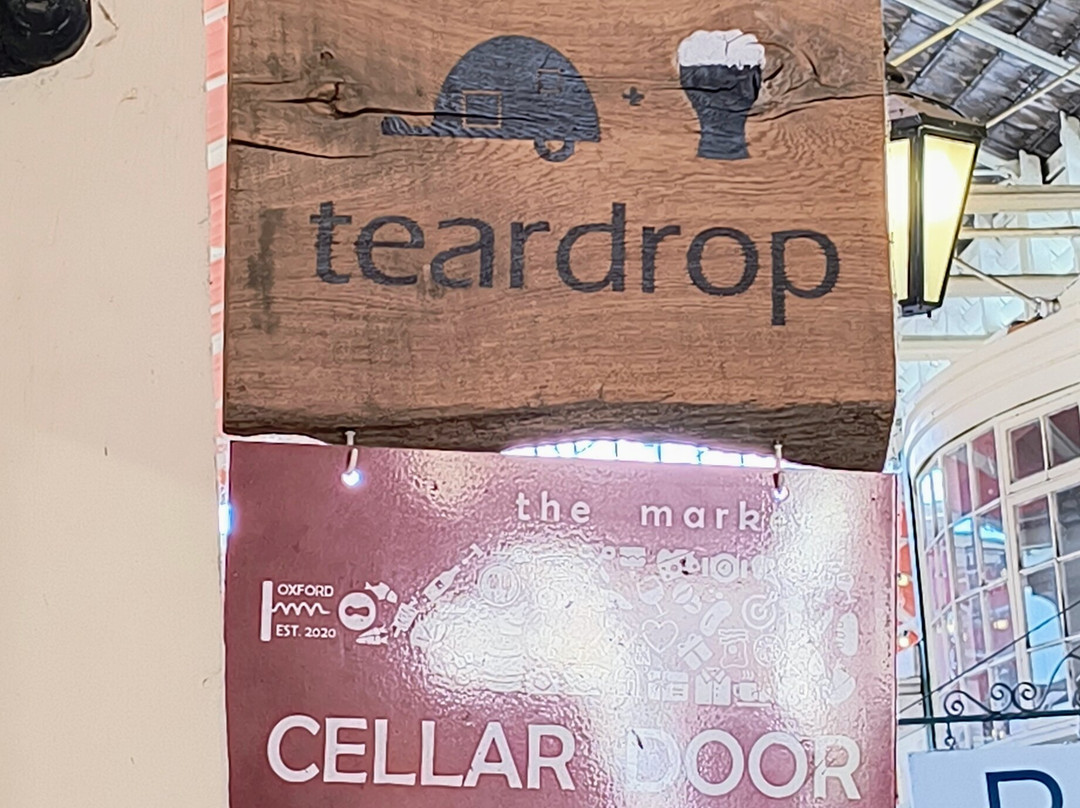 +
teardrop
the mark
OXFORD
EST. 2020
CELLAR DOOR